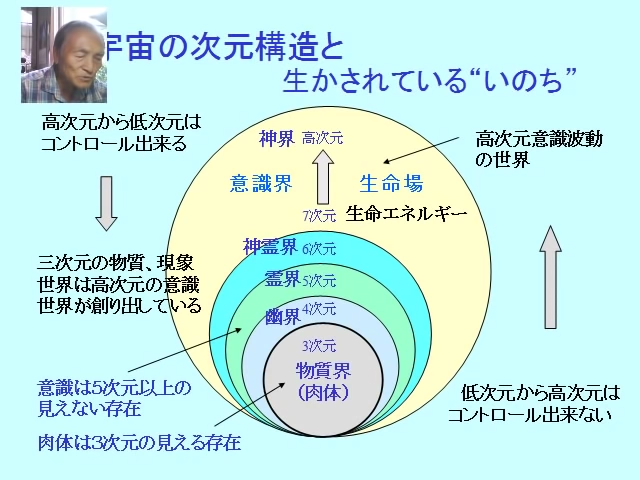 宇宙の次元構造と
生かされている“いのち”
高次元から低次元は
コントロール出来る
神界 高次元
高次元意識波動
の世界
意識界 生命場
7次元 生命エネルギー
神霊界 6次元
三次元の物質、現象
世界は高次元の意識
世界が創り出している
霊界 5次元
幽界 4次元
3次元
物質界
(肉体)
意識は5次元以上の
見えない存在
肉体は3次元の見える存在
低次元から高次元は
コントロール出来ない